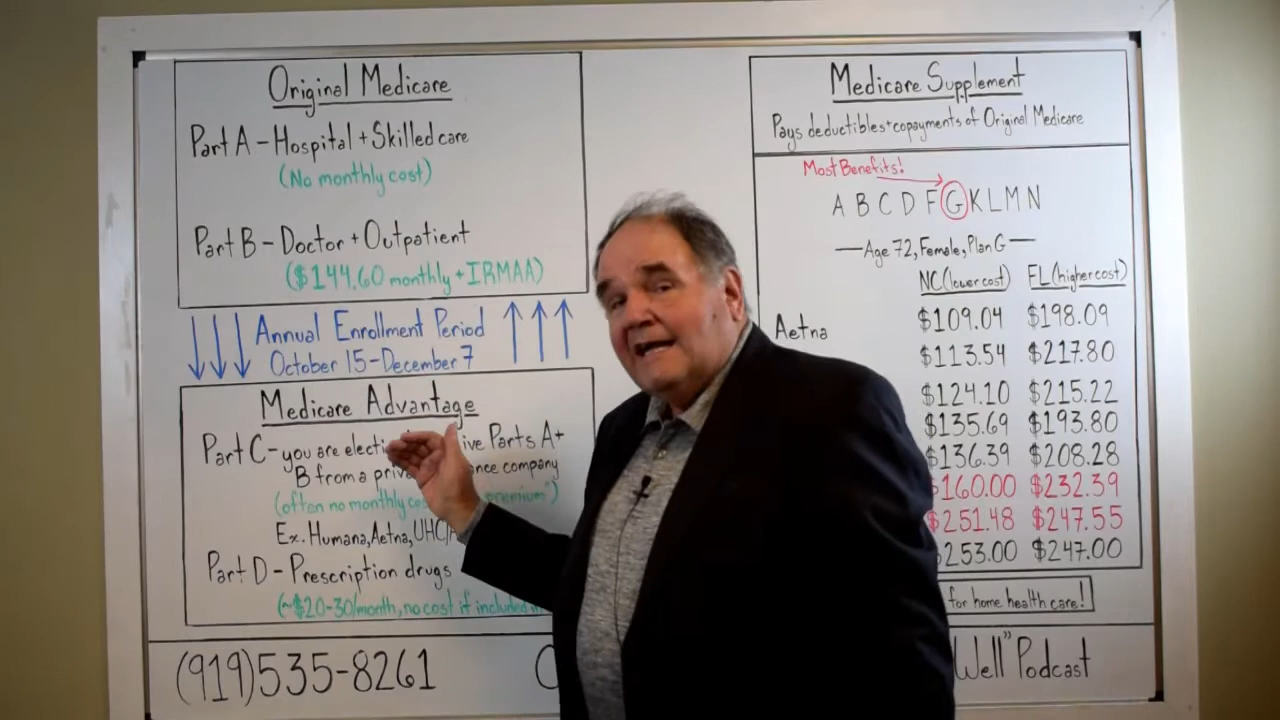 Original Medicare
Part A - Hospital + Skilled care
(No monthly cost)
Part B - Doctor + Outpatient
($144.60 monthly + IRMAA)
Annual Enrollment Period
October 15 - December 7
Medicare Advantage
Part C - you are Parts A +
B from a company
(often no monthly premium")
Ex. Humana, Aetna, UHC/
Part D - Prescription drugs
(~$20-30/month, no cost if included
(919)535-8261
Medicare Supplement
Pays deductibles + copayments of Original Medicare
Most Benefits!
A B C D F G K L M N
— Age 72, Female, Plan G —
NC (lower cost) FL (higher cost)
Aetna $109.04 $198.09
$113.54 $217.80
$124.10 $215.22
$135.69 $193.80
$136.39 $208.28
$160.00 $232.39
$251.48 $247.55
$253.00 $247.00
for home health care!
Well" Podcast